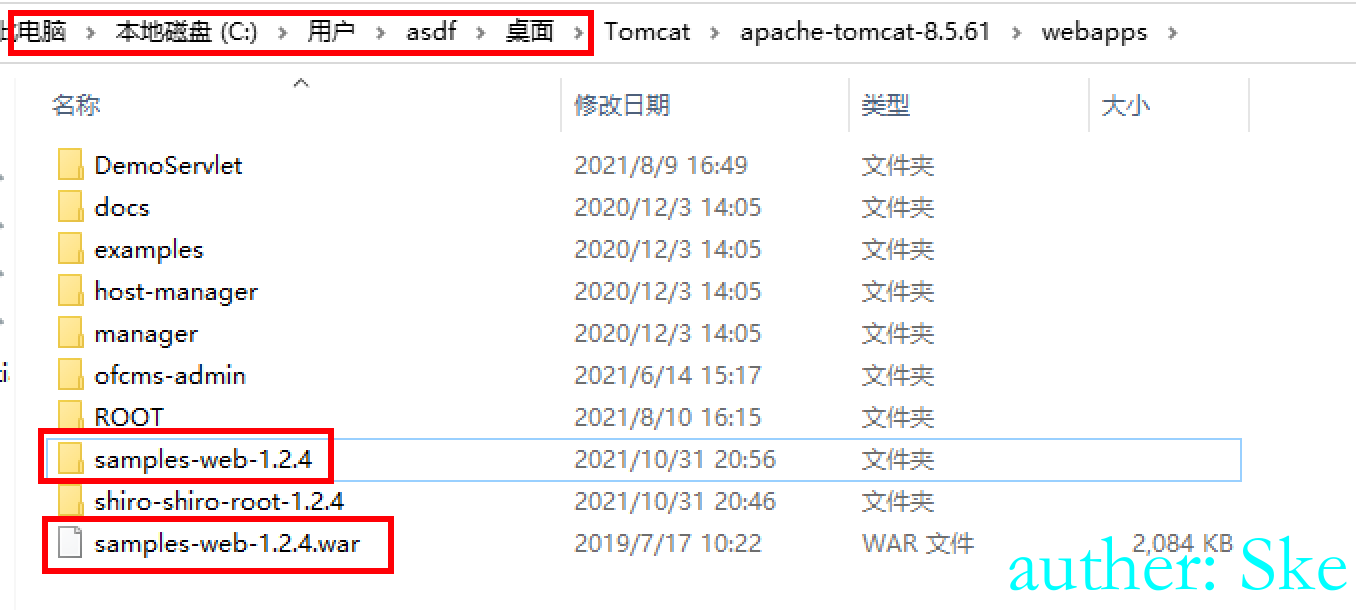 此电脑 > 本地磁盘 (C:) > 用户 > asdf > 桌面 > Tomcat > apache-tomcat-8.5.61 > webapps >
名称 修改日期 类型 大小
DemoServlet 2021/8/9 16:49 文件夹
docs 2020/12/3 14:05 文件夹
examples 2020/12/3 14:05 文件夹
host-manager 2020/12/3 14:05 文件夹
manager 2020/12/3 14:05 文件夹
ofcms-admin 2021/6/14 15:17 文件夹
ROOT 2021/8/10 16:15 文件夹
samples-web-1.2.4 2021/10/31 20:56 文件夹
shiro-shiro-root-1.2.4 2021/10/31 20:46 文件夹
samples-web-1.2.4.war 2019/7/17 10:22 WAR 文件 2,084 KB
auther: Ske